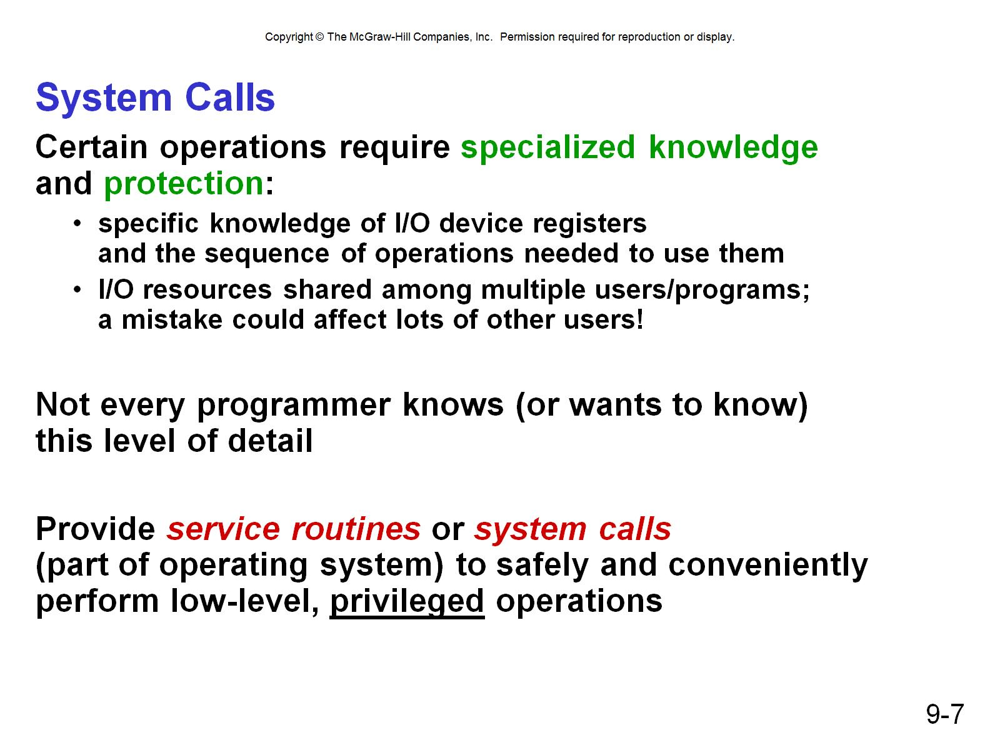 Copyright © The McGraw-Hill Companies, Inc.  Permission required for reproduction or display.
System Calls
Certain operations require specialized knowledge
and protection:
• specific knowledge of I/O device registers
and the sequence of operations needed to use them
• I/O resources shared among multiple users/programs;
a mistake could affect lots of other users!
Not every programmer knows (or wants to know)
this level of detail
Provide service routines or system calls
(part of operating system) to safely and conveniently
perform low-level, privileged operations
9-7